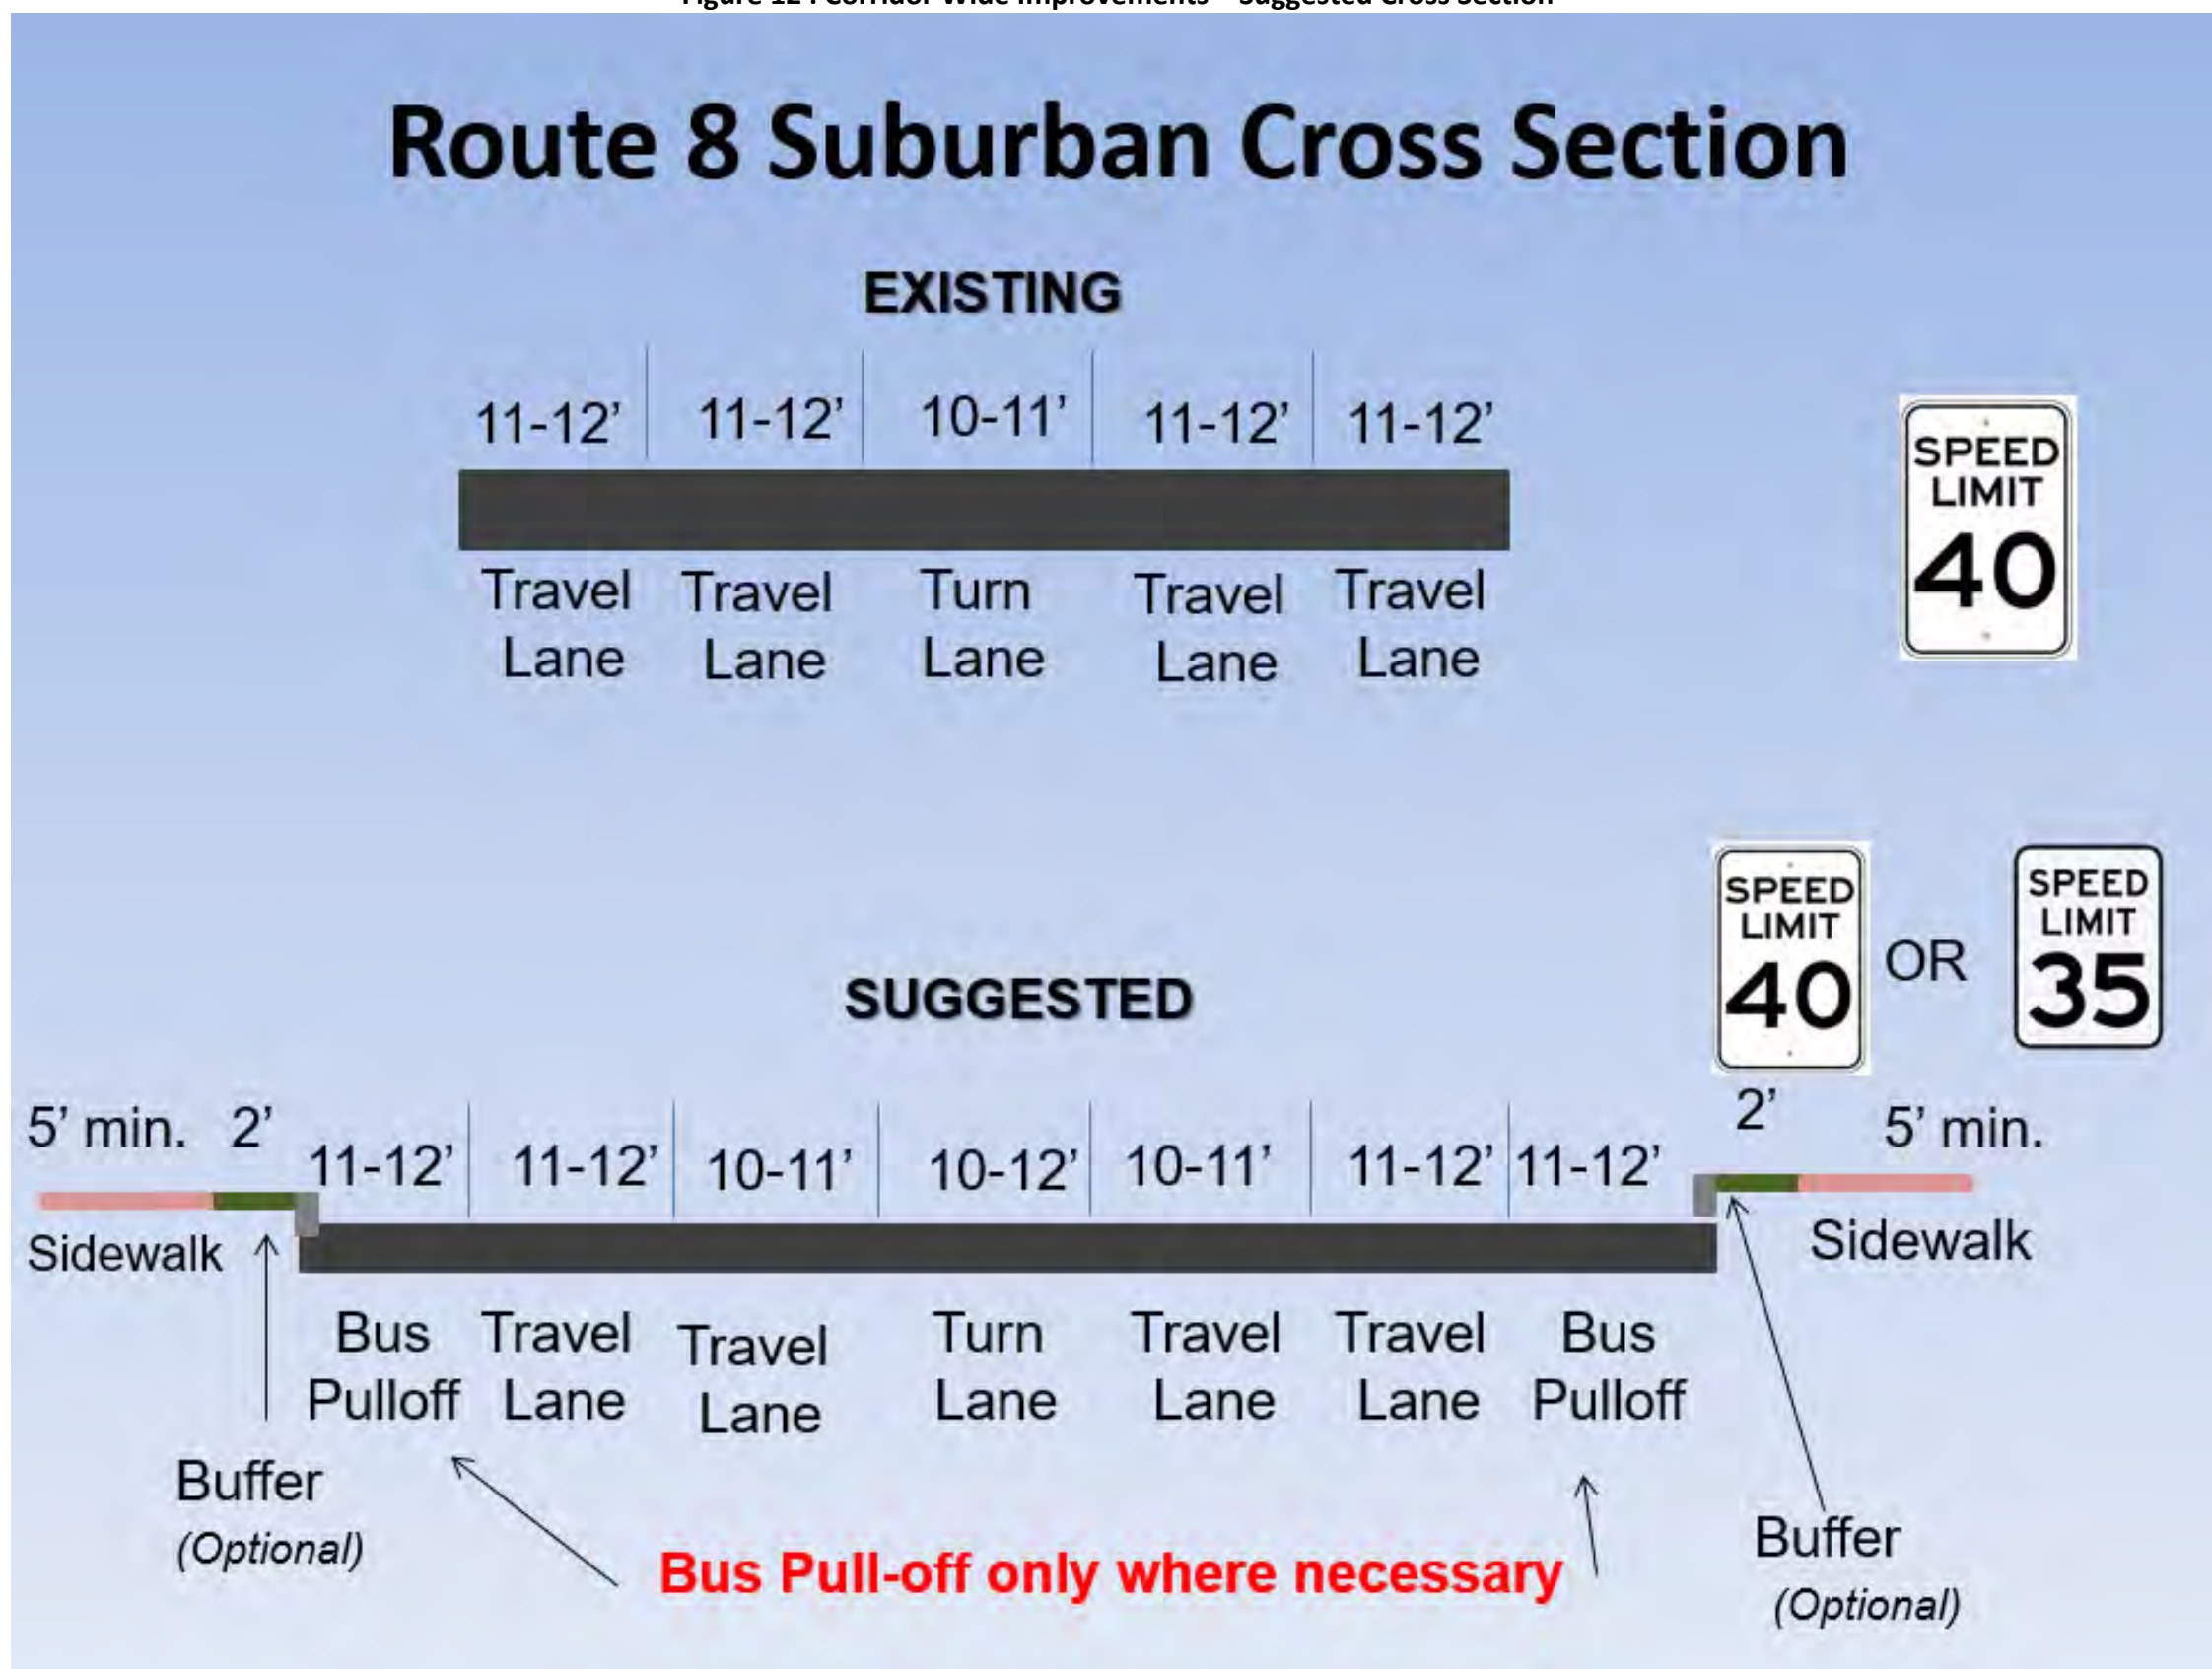 Route 8 Suburban Cross Section
EXISTING
11-12’ 11-12’ 10-11’ 11-12’ 11-12’
Travel Lane
Travel Lane
Turn Lane
Travel Lane
Travel Lane
SPEED
LIMIT
40
SUGGESTED
SPEED
LIMIT
40
OR
SPEED
LIMIT
35
5’ min. 2’ 11-12’ 11-12’ 10-11’ 10-12’ 10-11’ 11-12’ 11-12’ 2’ 5’ min.
Sidewalk
Bus
Pulloff
Travel
Lane
Travel
Lane
Turn
Lane
Travel
Lane
Travel
Lane
Bus
Pulloff
Sidewalk
Buffer
(Optional)
Bus Pull-off only where necessary
Buffer
(Optional)